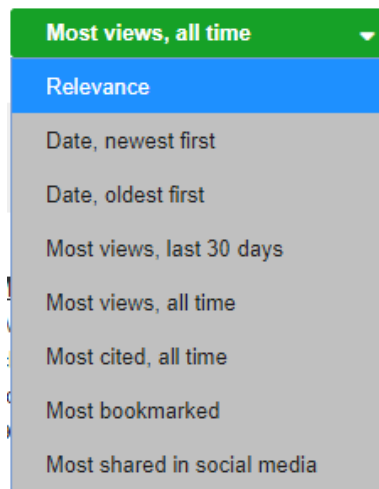 Most views, all time
Relevance
Date, newest first
Date, oldest first
Most views, last 30 days
Most views, all time
Most cited, all time
Most bookmarked
Most shared in social media